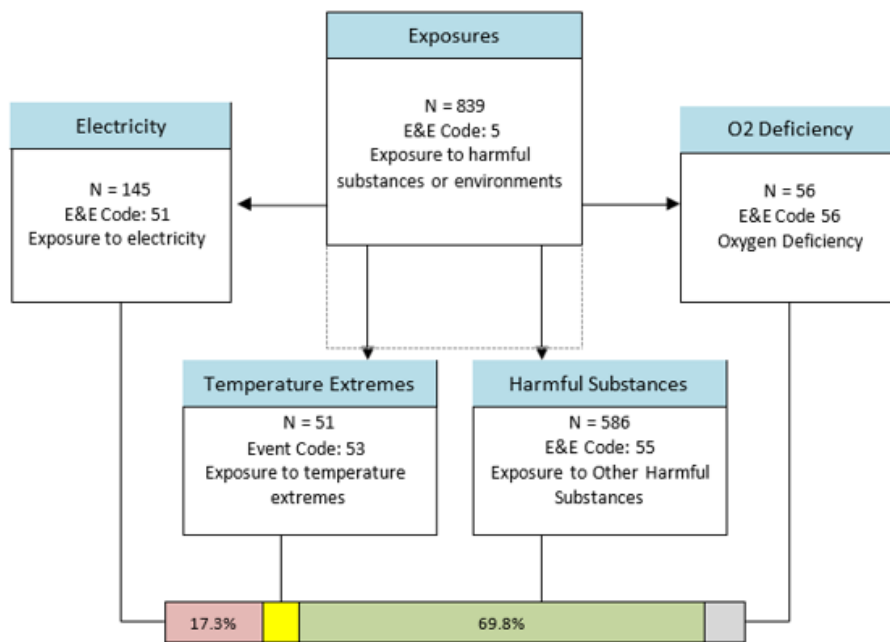 Exposures
N = 839
E&E Code: 5
Exposure to harmful
substances or environments
Electricity
N = 145
E&E Code: 51
Exposure to electricity
O2 Deficiency
N = 56
E&E Code 56
Oxygen Deficiency
Temperature Extremes
N = 51
Event Code: 53
Exposure to temperature
extremes
Harmful Substances
N = 586
E&E Code: 55
Exposure to Other Harmful
Substances
17.3%
69.8%